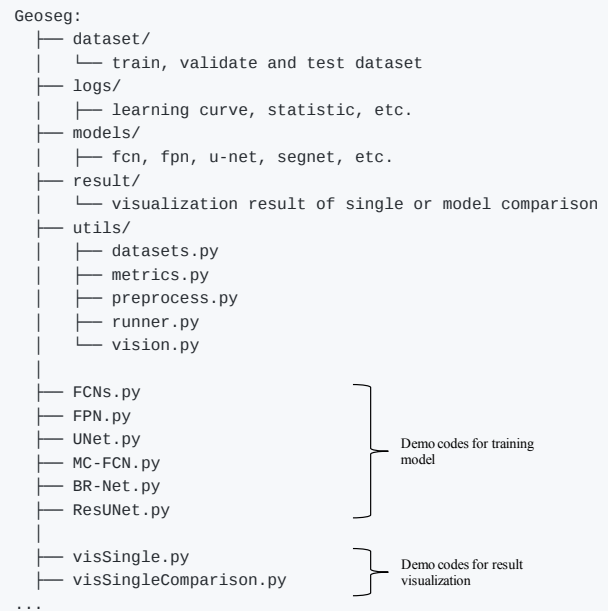 Geoseg:
├── dataset/
│   └── train, validate and test dataset
├── logs/
│   ├── learning curve, statistic, etc.
├── models/
│   ├── fcn, fpn, u-net, segnet, etc.
├── result/
│   └── visualization result of single or model comparison
├── utils/
│   ├── datasets.py
│   ├── metrics.py
│   ├── preprocess.py
│   ├── runner.py
│   └── vision.py
│
├── FCNs.py
├── FPN.py
├── UNet.py
├── MC-FCN.py
├── BR-Net.py
├── ResUNet.py
│
├── visSingle.py
├── visSingleComparison.py
...
Demo codes for training
model
Demo codes for result
visualization